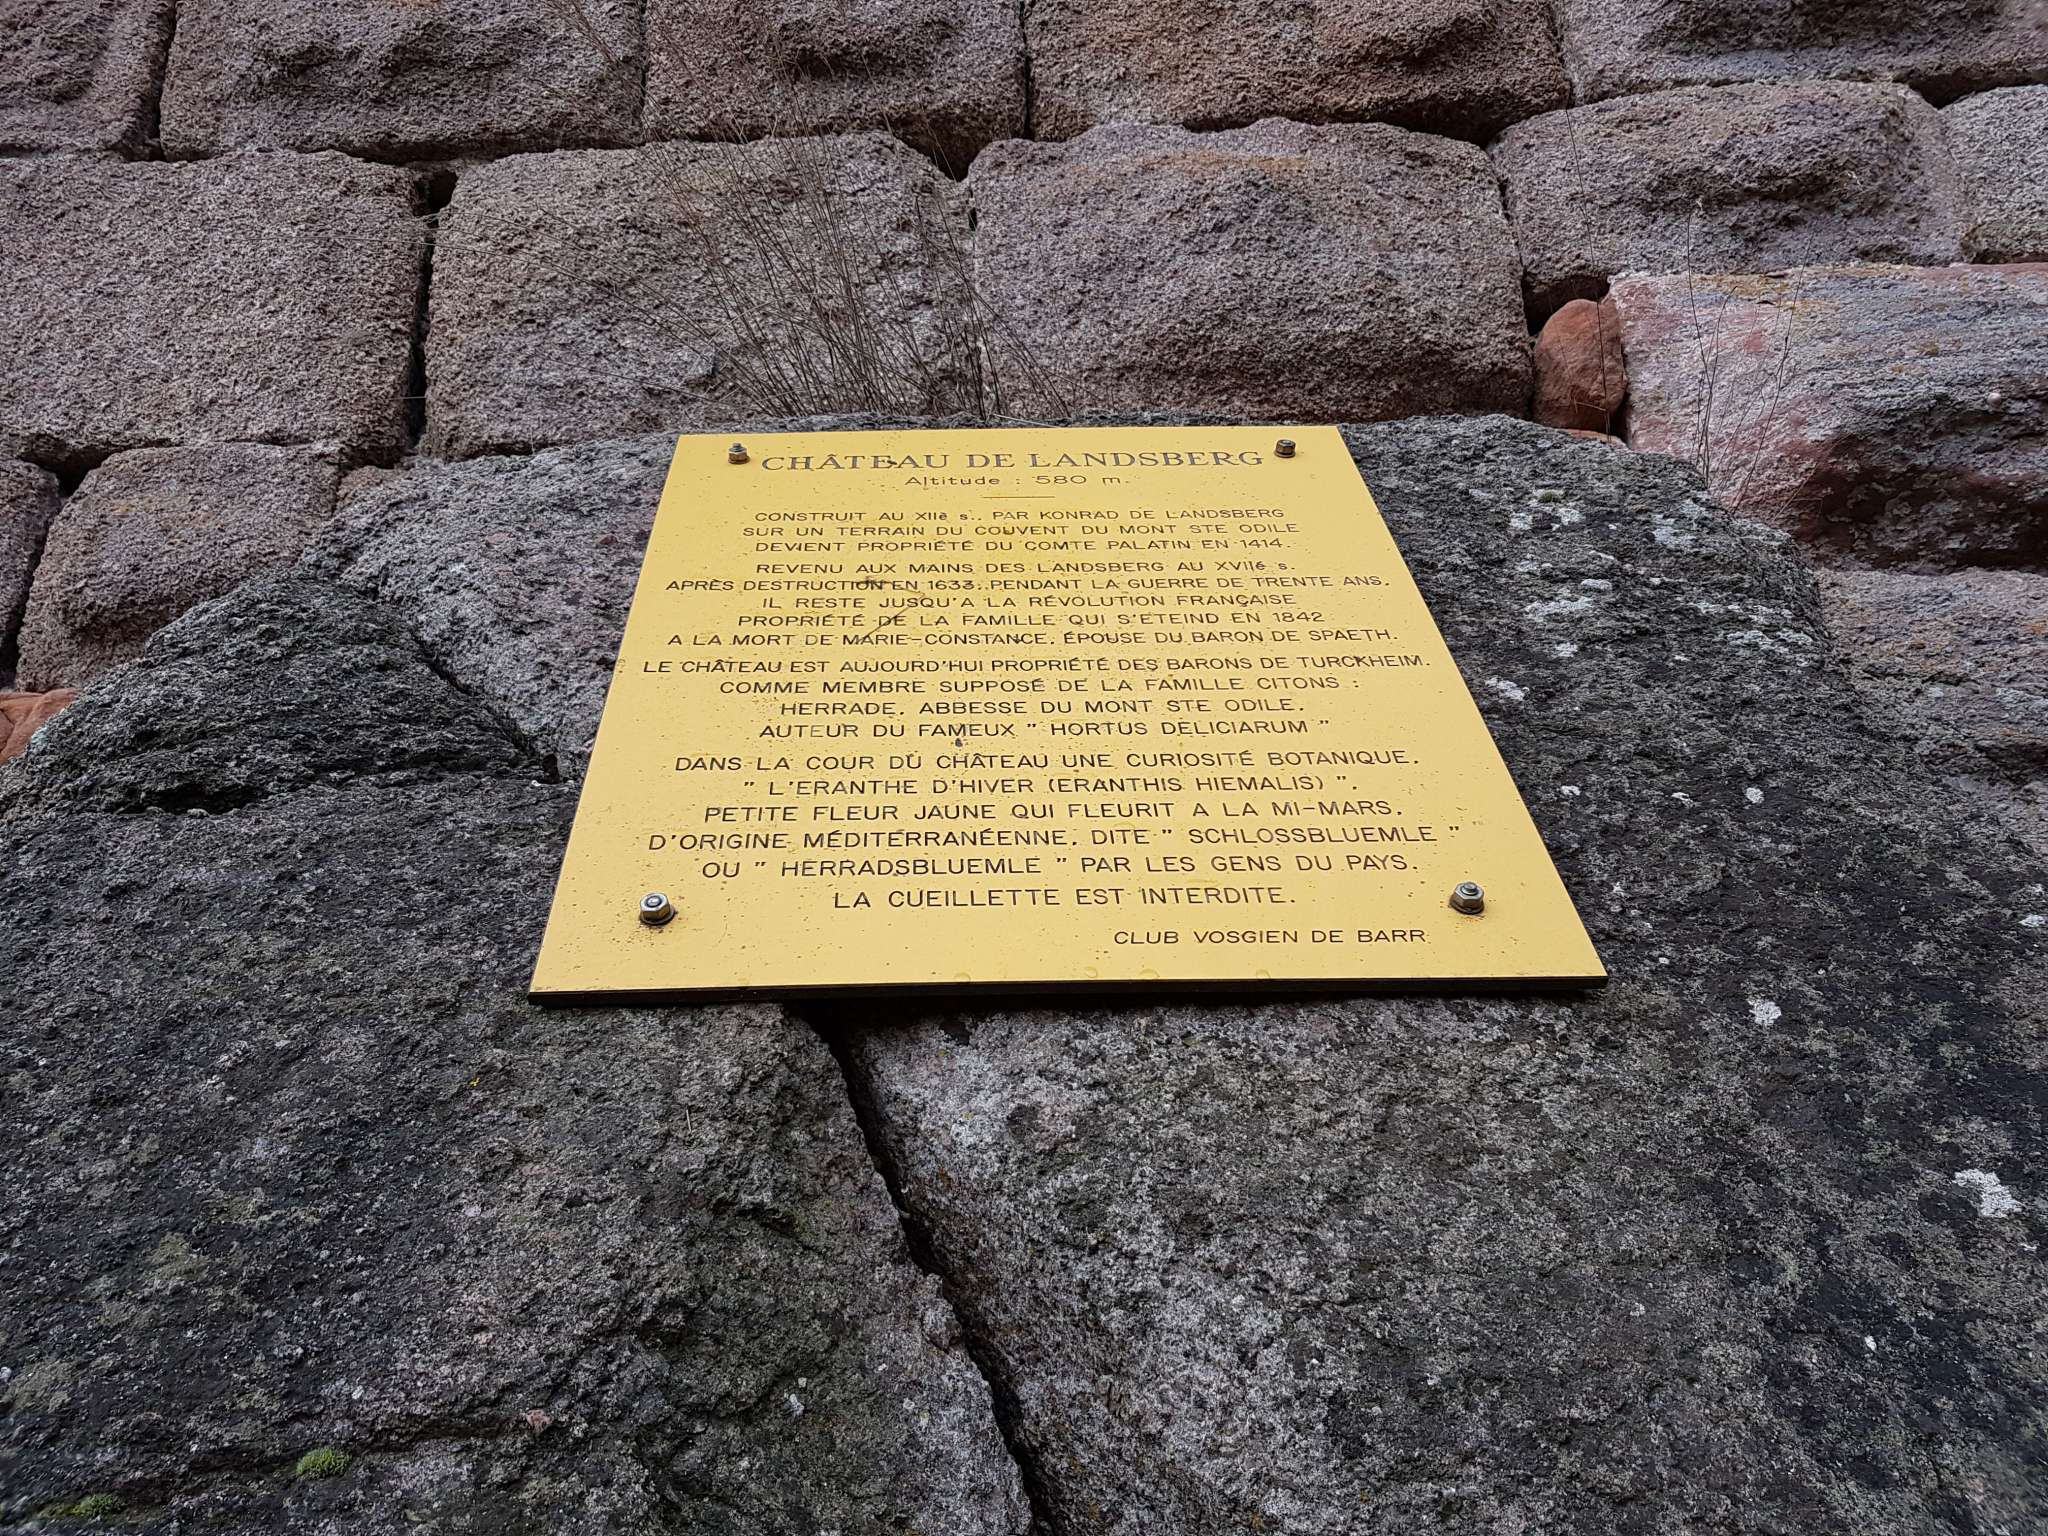 CHÂTEAU DE LANDSBERG
Altitude : 580 m.
CONSTRUIT AU XIIè s., PAR KONRAD DE LANDSBERG
SUR UN TERRAIN DU COUVENT DU MONT STE ODILE
DEVIENT PROPRIÉTÉ DU COMTE PALATIN EN 1414.
REVENU AUX MAINS DES LANDSBERG AU XVIIé s.
APRÈS DESTRUCTION EN 1633, PENDANT LA GUERRE DE TRENTE ANS,
IL RESTE JUSQU'A LA RÉVOLUTION FRANÇAISE
PROPRIÉTÉ DE LA FAMILLE QUI S'ÉTEIND EN 1842
A LA MORT DE MARIE-CONSTANCE, ÉPOUSE DU BARON DE SPAETH.
LE CHÂTEAU EST AUJOURD'HUI PROPRIÉTÉ DES BARONS DE TURCKHEIM.
COMME MEMBRE SUPPOSÉ DE LA FAMILLE CITONS :
HERRADE, ABBESSE DU MONT STE ODILE,
AUTEUR DU FAMEUX " HORTUS DELICIARUM "
DANS LA COUR DU CHÂTEAU UNE CURIOSITÉ BOTANIQUE,
" L'ERANTHE D'HIVER (ERANTHIS HIEMALIS) ",
PETITE FLEUR JAUNE QUI FLEURIT A LA MI-MARS,
D'ORIGINE MÉDITERRANÉENNE, DITE " SCHLOSSBLUEMLE "
OU " HERRADSBLUEMLE " PAR LES GENS DU PAYS.
LA CUEILLETTE EST INTERDITE.
CLUB VOSGIEN DE BARR